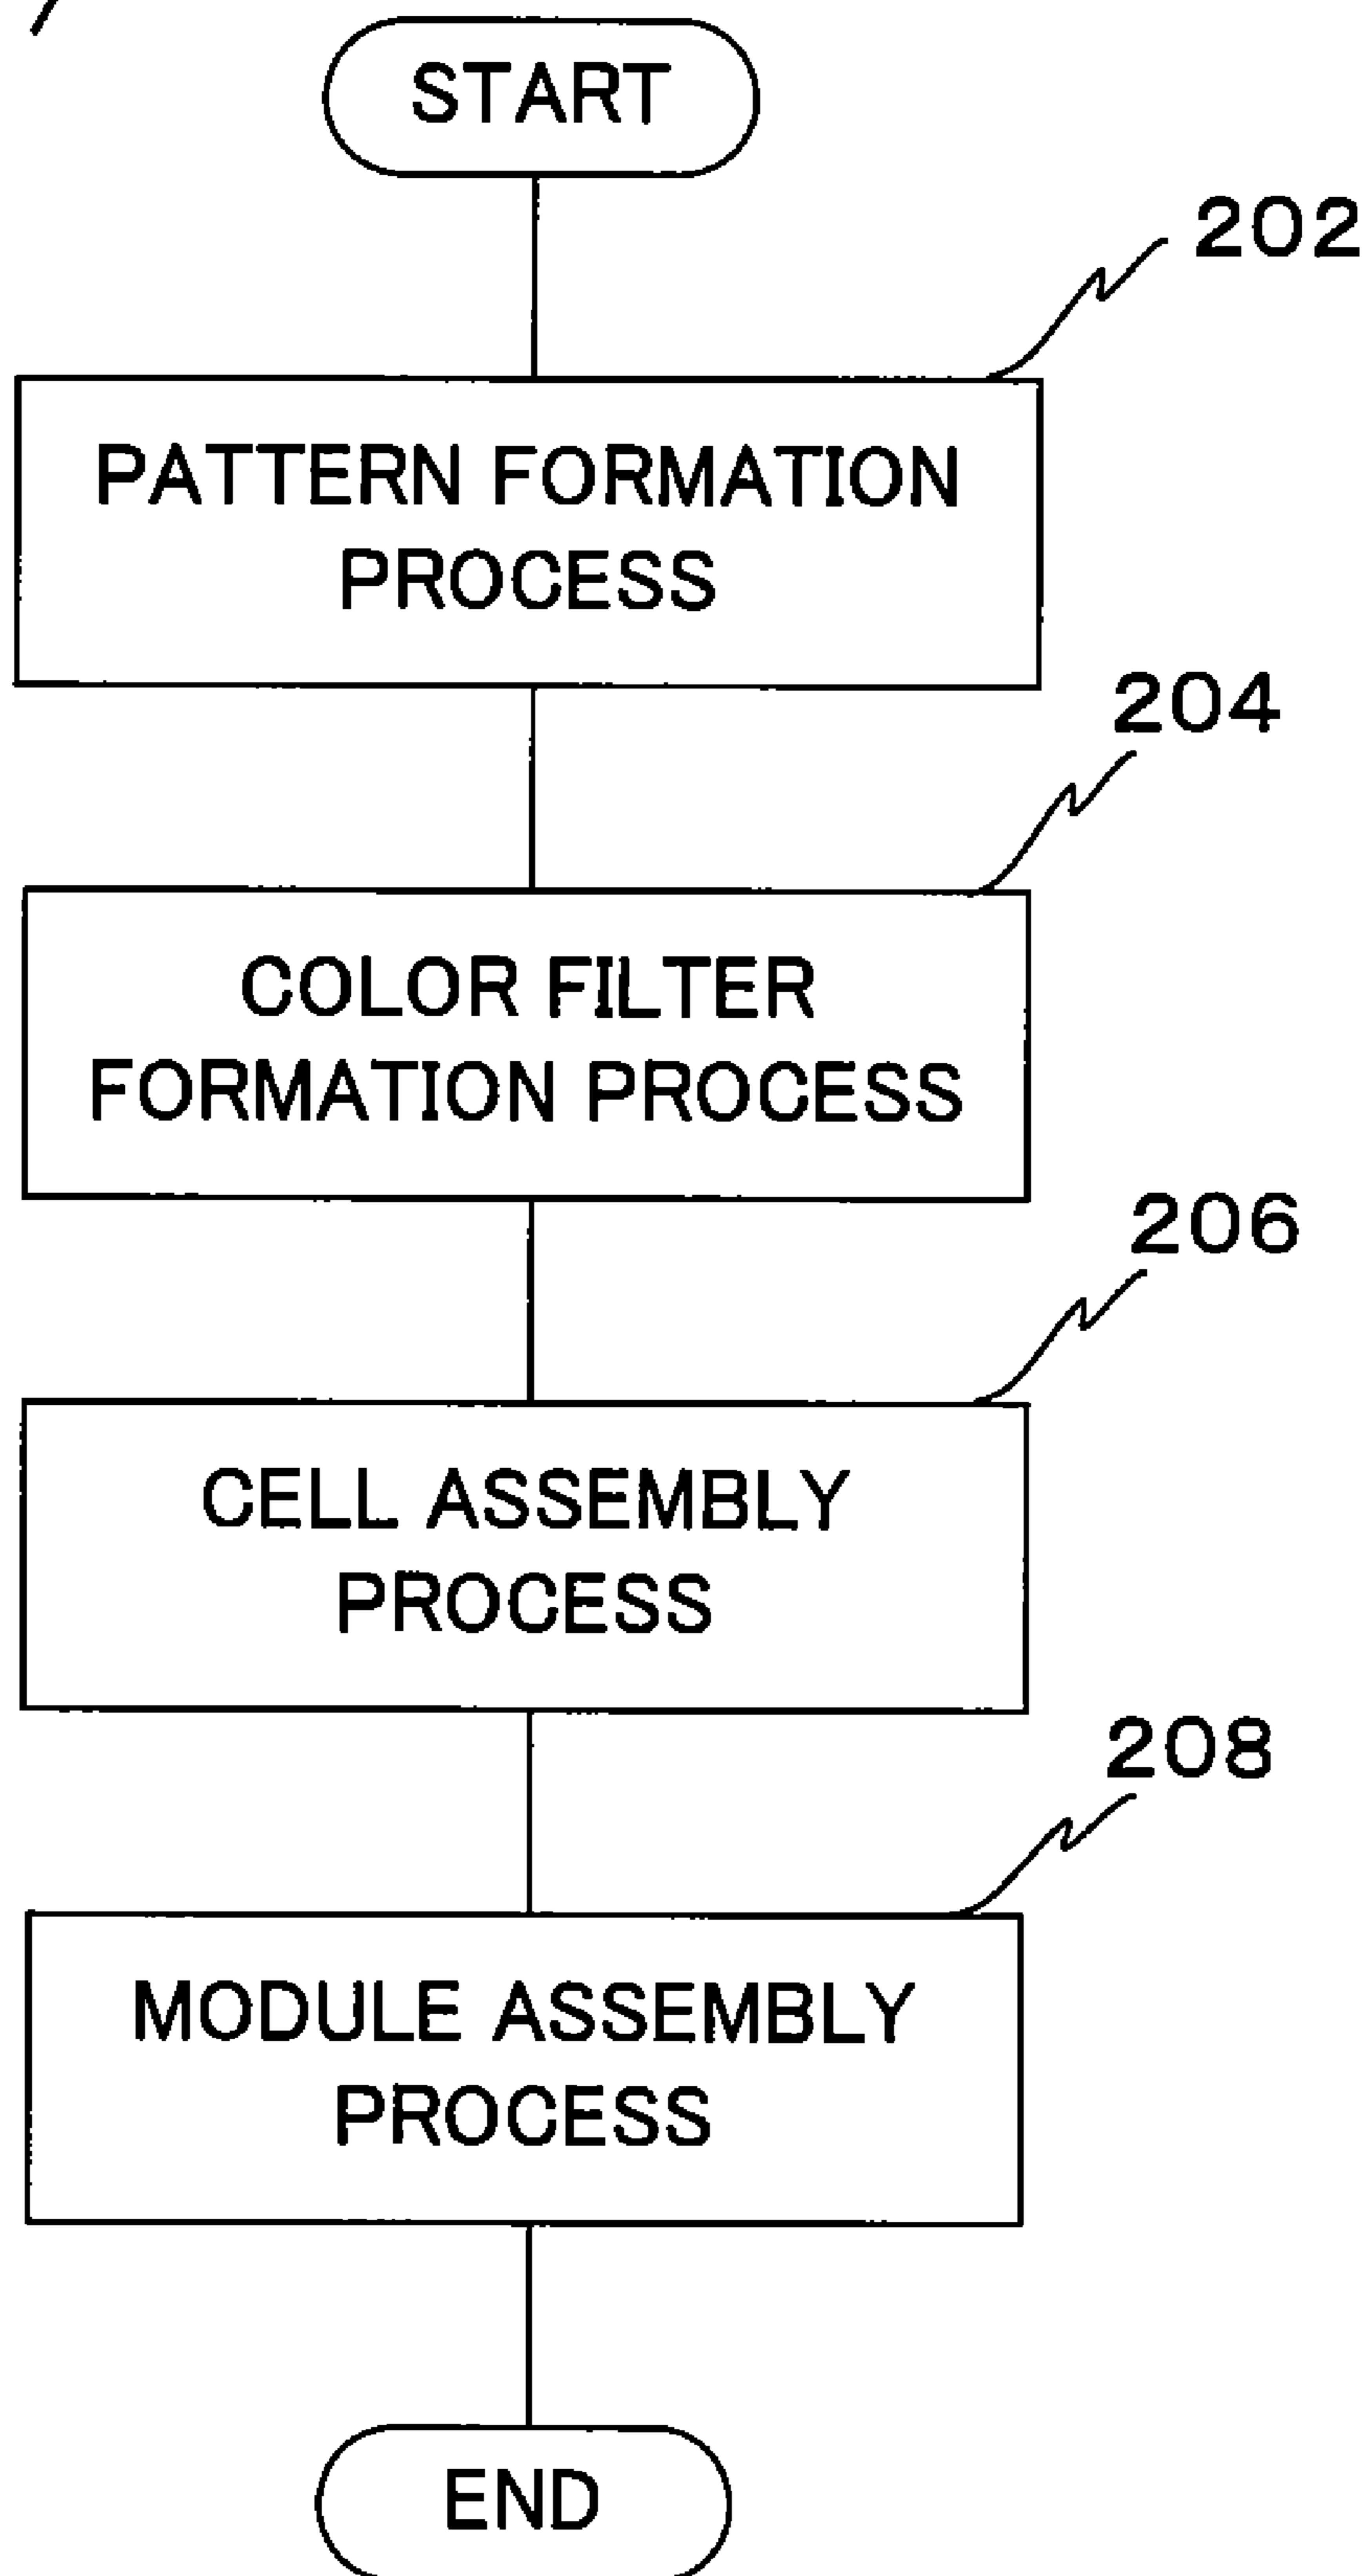 START
202
PATTERN FORMATION
PROCESS
204
COLOR FILTER
FORMATION PROCESS
206
CELL ASSEMBLY
PROCESS
208
MODULE ASSEMBLY
PROCESS
END